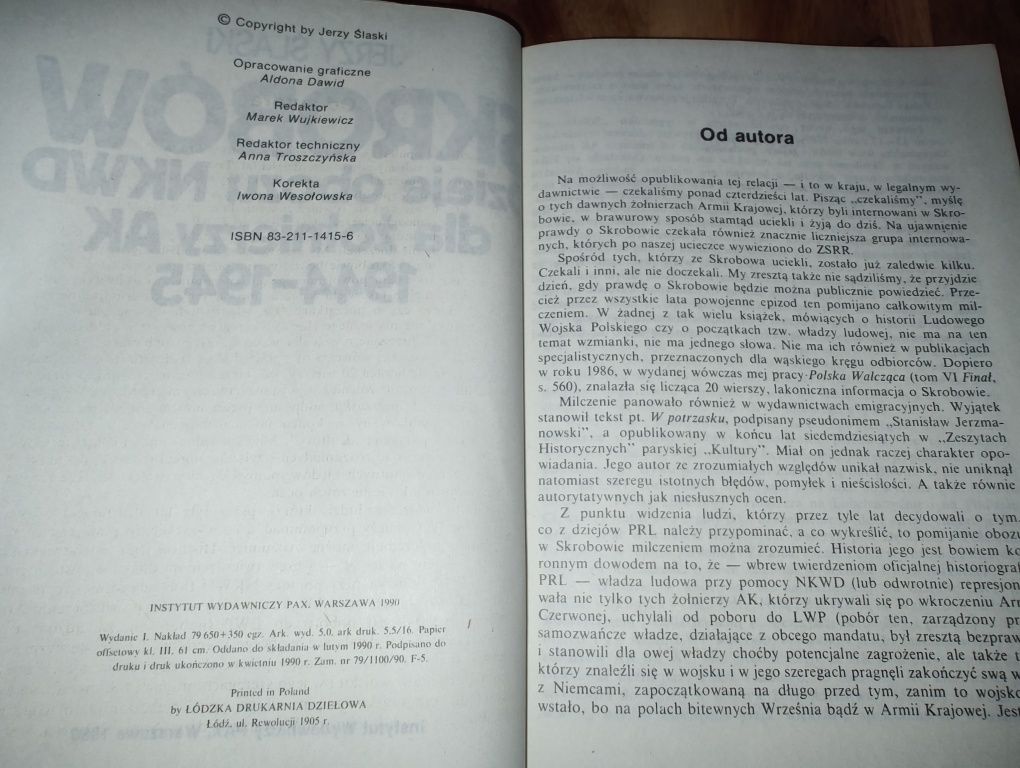 © Copyright by Jerzy Ślaski
Opracowanie graficzne
Aldona Dawid
Redaktor
Marek Wujkiewicz
Redaktor techniczny
Anna Troszczyńska
Korekta
Iwona Wesołowska
ISBN 83-211-1415-6
INSTYTUT WYDAWNICZY PAX, WARSZAWA 1990
Wydanie I. Nakład 79 650+350 egz. Ark. wyd. 5,0, ark druk. 5,5/16. Papier
offsetowy kl. III. 61 cm. Oddano do składania w lutym 1990 r. Podpisano do
druku i druk ukończono w kwietniu 1990 r. Zam. nr 79/1100/90. F-5.
Printed in Poland
by ŁÓDZKA DRUKARNIA DZIEŁOWA
Łódź, ul. Rewolucji 1905 r.
Od autora
Na możliwość opublikowania tej relacji — i to w kraju, w legalnym wy-
dawnictwie — czekaliśmy ponad czterdzieści lat. Pisząc „czekaliśmy”, myślę
o tych dawnych żołnierzach Armii Krajowej, którzy byli internowani w Skro-
bowie, w brawurowy sposób stamtąd uciekli i żyją do dziś. Na ujawnienie
prawdy o Skrobowie czekała również znacznie liczniejsza grupa internowa-
nych, których po naszej ucieczce wywieziono do ZSRR.
Spośród tych, którzy ze Skrobowa uciekli, zostało już zaledwie kilku.
Czekali i inni, ale nie doczekali. My zresztą także nie sądziliśmy, że przyjdzie
dzień, gdy prawdę o Skrobowie będzie można publicznie powiedzieć. Prze-
cież przez wszystkie lata powojenne epizod ten pomijano całkowitym mil-
czeniem. W żadnej z tak wielu książek, mówiących o historii Ludowego
Wojska Polskiego czy o początkach tzw. władzy ludowej, nie ma na ten
temat wzmianki, nie ma jednego słowa. Nie ma ich również w publikacjach
specjalistycznych, przeznaczonych dla wąskiego kręgu odbiorców. Dopiero
w roku 1986, w wydanej wówczas mej pracy Polska Walcząca (tom VI Finał,
s. 560), znalazła się licząca 20 wierszy, lakoniczna informacja o Skrobowie.
Milczenie panowało również w wydawnictwach emigracyjnych. Wyjątek
stanowił tekst pt. W potrzasku, podpisany pseudonimem „Stanisław Jerzma-
nowski”, a opublikowany w końcu lat siedemdziesiątych w „Zeszytach
Historycznych” paryskiej „Kultury”. Miał on jednak raczej charakter opo-
wiadania. Jego autor ze zrozumiałych względów unikał nazwisk, nie uniknął
natomiast szeregu istotnych błędów, pomyłek i nieścisłości. A także równie
autorytatywnych jak niesłusznych ocen.
Z punktu widzenia ludzi, którzy przez tyle lat decydowali o tym,
co z dziejów PRL należy przypominać, a co wykreślić, to pomijanie obozu
w Skrobowie milczeniem można zrozumieć. Historia jego jest bowiem ko
ronnym dowodem na to, że — wbrew twierdzeniom oficjalnej historiograf
PRL — władza ludowa przy pomocy NKWD (lub odwrotnie) represjon
wała nie tylko tych żołnierzy AK, którzy ukrywali się po wkroczeniu Arm
Czerwonej, uchylali od poboru do LWP (pobór ten, zarządzony pr
samozwańcze władze, działające z obcego mandatu, był zresztą bezpraw
i stanowili dla owej władzy choćby potencjalne zagrożenie, ale także t
którzy znaleźli się w wojsku i w jego szeregach pragnęli zakończyć swą w
z Niemcami, zapoczątkowaną na długo przed tym, zanim to wojsko
wstało, bo na polach bitewnych Września bądź w Armii Krajowej. Jest